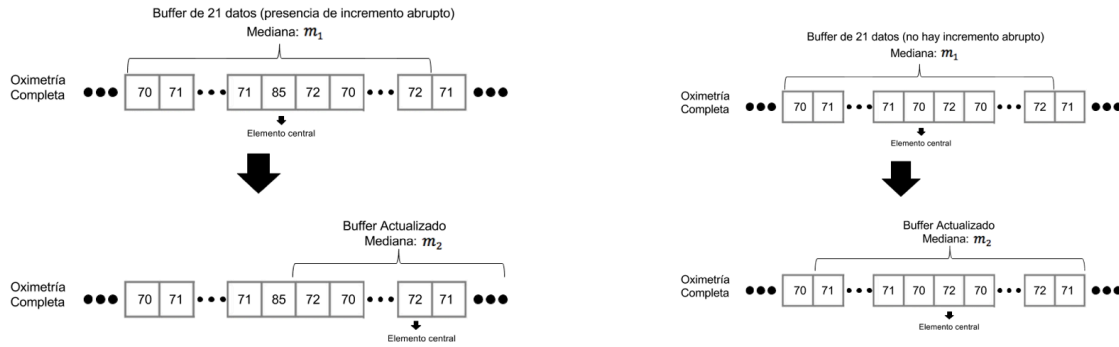 Buffer de 21 datos (presencia de incremento abrupto)
Mediana: m₁
Oximetría
Completa
70 71 71 85 72 70 72 71
Elemento central
Buffer Actualizado
Mediana: m₂
Oximetría
Completa
70 71 71 85 72 70 72 71
Elemento central
Buffer de 21 datos (no hay incremento abrupto)
Mediana: m₁
Oximetría
Completa
70 71 71 70 72 70 72 71
Elemento central
Buffer Actualizado
Mediana: m₂
Oximetría
Completa
70 71 71 70 72 70 72 71
Elemento central